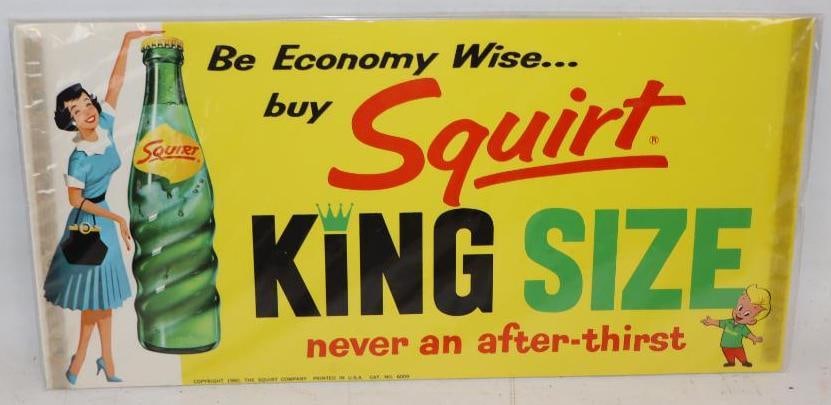 Be Economy Wise...
buy Squirt®
SQUIRT
KiNG SIZE
never an after-thirst
COPYRIGHT 1960, THE SQUIRT COMPANY PRINTED IN U.S.A. CAT. NO. 6009